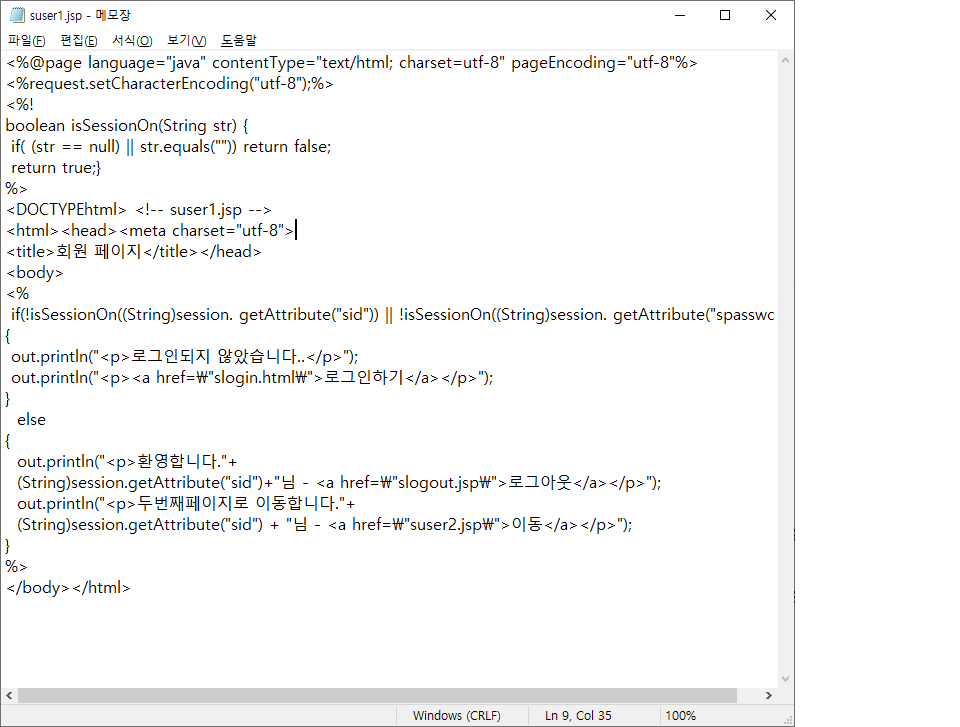 suser1.jsp - 메모장
파일(F) 편집(E) 서식(O) 보기(V) 도움말
<%@page language="java" contentType="text/html; charset=utf-8" pageEncoding="utf-8"%>
<%request.setCharacterEncoding("utf-8");%>
<%!
boolean isSessionOn(String str) {
 if( (str == null) || str.equals("")) return false;
 return true;}
%>
<DOCTYPEhtml> <!-- suser1.jsp -->
<html><head><meta charset="utf-8">
<title>회원 페이지</title></head>
<body>
<%
 if(!isSessionOn((String)session. getAttribute("sid")) || !isSessionOn((String)session. getAttribute("spasswc
{
 out.println("<p>로그인되지 않았습니다..</p>");
 out.println("<p><a href=₩"slogin.html₩">로그인하기</a></p>");
}
  else
{
  out.println("<p>환영합니다."+
  (String)session.getAttribute("sid")+"님 - <a href=₩"slogout.jsp₩">로그아웃</a></p>");
  out.println("<p>두번째페이지로 이동합니다."+
  (String)session.getAttribute("sid") + "님 - <a href=₩"suser2.jsp₩">이동</a></p>");
}
%>
</body></html>
Windows (CRLF) Ln 9, Col 35 100%